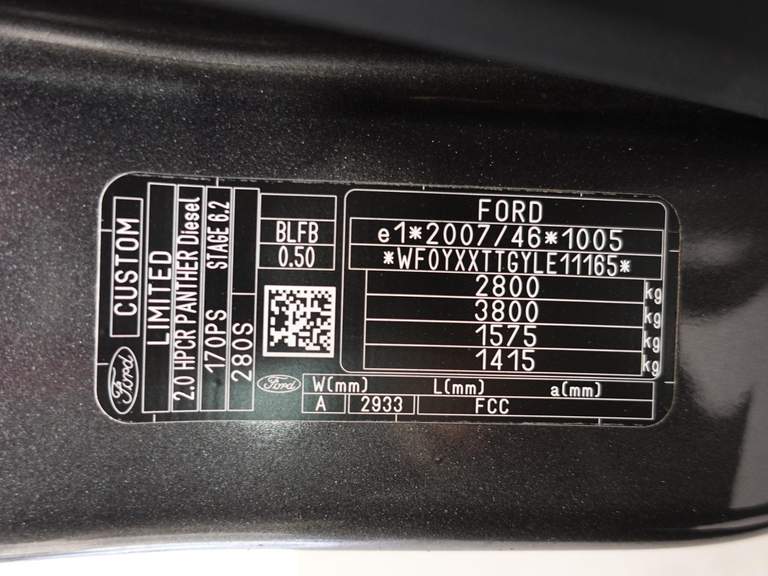 CUSTOM
LIMITED
2.0 HPCR PANTHER Diesel
170PS STAGE 6.2
280S
Ford
BLFB
0.50
FORD
e1*2007/46*1005
*WF0YXXTTGYLE11165*
2800 kg
3800 kg
1575 kg
1415 kg
Ford
W(mm) L(mm) a(mm)
A 2933 FCC